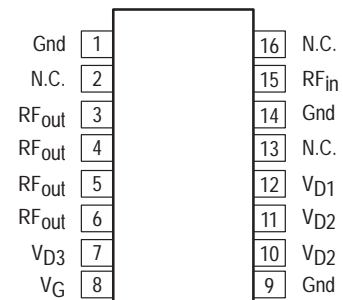 Gnd 1 16 N.C.
N.C. 2 15 RFin
RFout 3 14 Gnd
RFout 4 13 N.C.
RFout 5 12 VD1
RFout 6 11 VD2
VD3 7 10 VD2
VG 8 9 Gnd